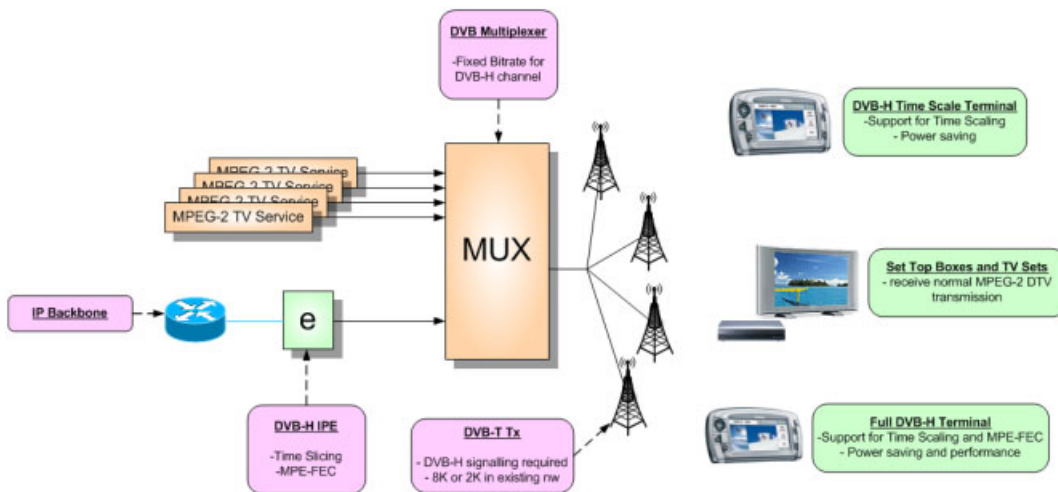 DVB Multiplexer
-Fixed Bitrate for
DVB-H channel
MPEG-2 TV Service
MPEG-2 TV Service
MPEG-2 TV Service
MPEG-2 TV Service
MUX
IP Backbone
e
DVB-H IPE
-Time Slicing
-MPE-FEC
DVB-T Tx
- DVB-H signalling required
- 8K or 2K in existing nw
DVB-H Time Scale Terminal
-Support for Time Scaling
- Power saving
Set Top Boxes and TV Sets
- receive normal MPEG-2 DTV
transmission
Full DVB-H Terminal
-Support for Time Scaling and MPE-FEC
- Power saving and performance